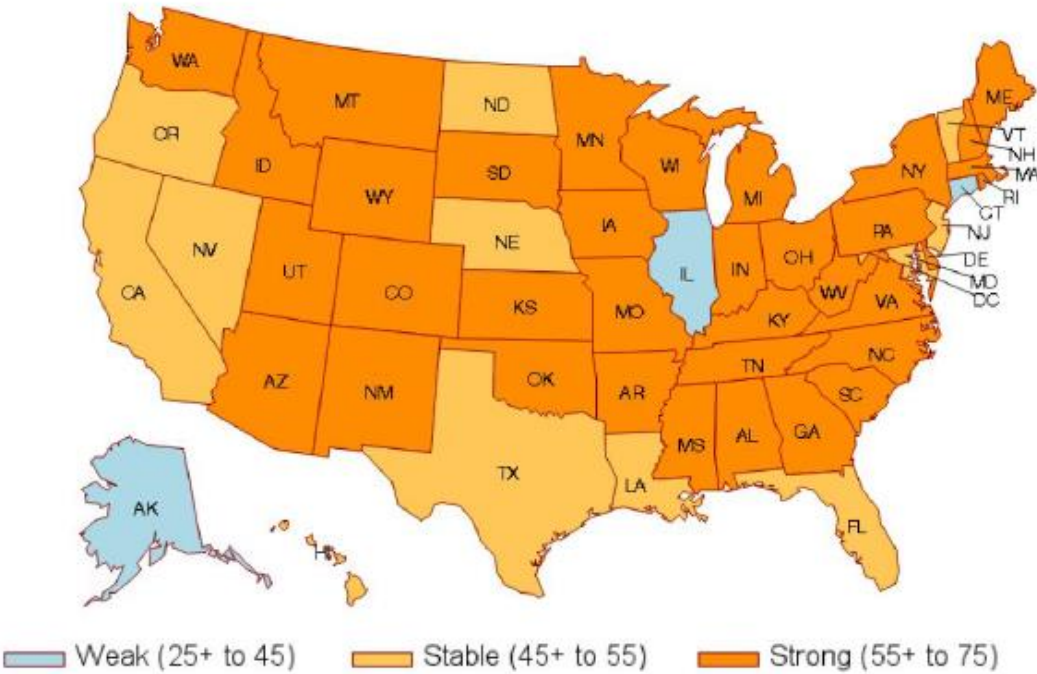 WA
MT
ND
MN
ME
OR
ID
SD
WI
NY
VT
NH
MA
WY
MI
RI
CT
IA
PA
NJ
NE
NV
OH
DE
UT
IL
IN
MD
CA
CO
WV
DC
KS
MO
VA
KY
NC
TN
AZ
OK
NM
AR
SC
MS
AL
GA
TX
LA
AK
FL
H
Weak (25+ to 45) Stable (45+ to 55) Strong (55+ to 75)